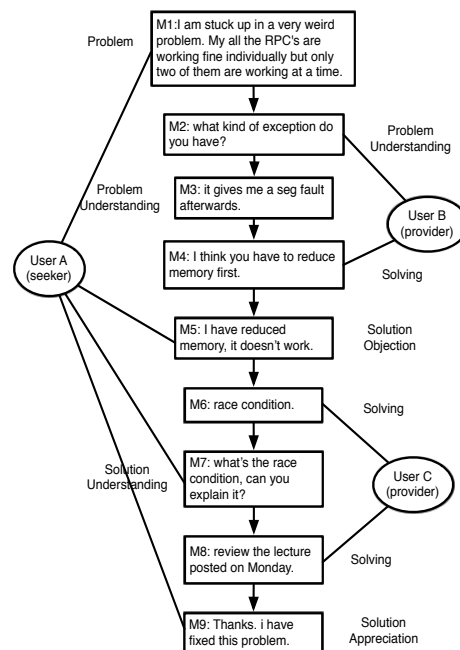 M1:I am stuck up in a very weird
problem. My all the RPC's are
working fine individually but only
two of them are working at a time.
Problem
M2: what kind of exception do
you have?
Problem
Understanding
M3: it gives me a seg fault
afterwards.
Problem
Understanding
User B
(provider)
M4: I think you have to reduce
memory first.
User A
(seeker)
Solving
M5: I have reduced
memory, it doesn't work.
Solution
Objection
M6: race condition.
Solving
M7: what's the race
condition, can you
explain it?
Solution
Understanding
User C
(provider)
M8: review the lecture
posted on Monday.
Solving
M9: Thanks. i have
fixed this problem.
Solution
Appreciation